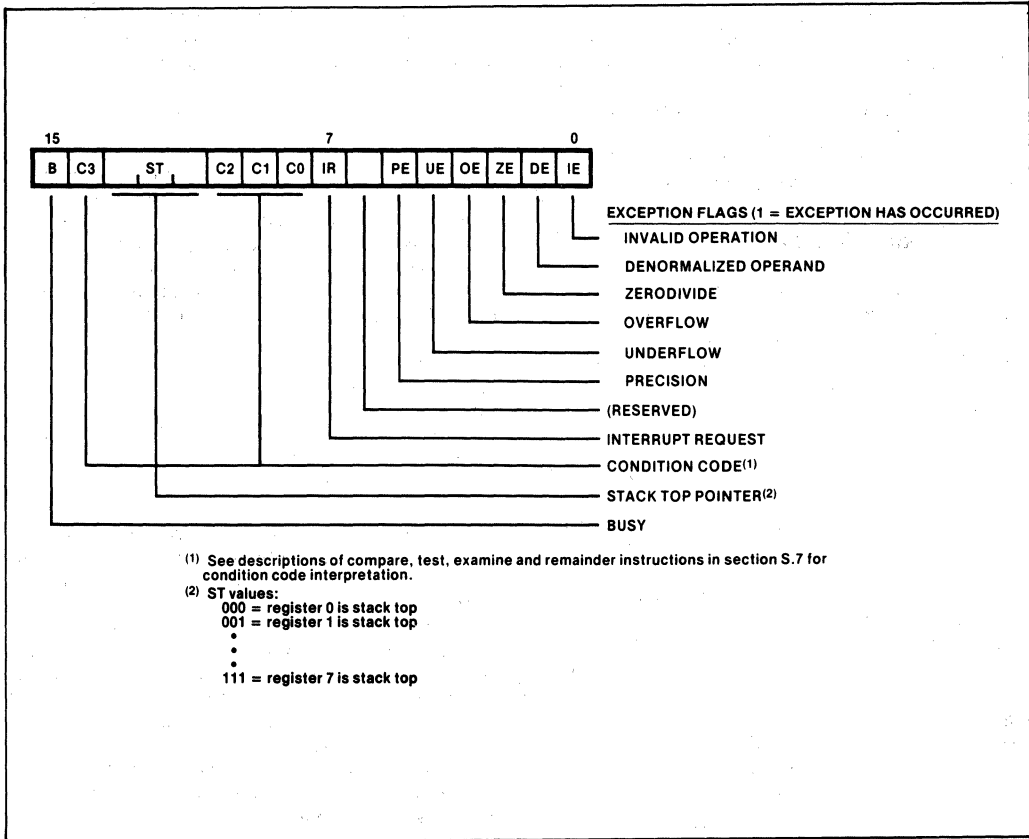 15 7 0
B C3 ST C2 C1 C0 IR PE UE OE ZE DE IE
EXCEPTION FLAGS (1 = EXCEPTION HAS OCCURRED)
INVALID OPERATION
DENORMALIZED OPERAND
ZERODIVIDE
OVERFLOW
UNDERFLOW
PRECISION
(RESERVED)
INTERRUPT REQUEST
CONDITION CODE(1)
STACK TOP POINTER(2)
BUSY
(1) See descriptions of compare, test, examine and remainder instructions in section S.7 for
condition code interpretation.
(2) ST values:
000 = register 0 is stack top
001 = register 1 is stack top
•
•
•
111 = register 7 is stack top